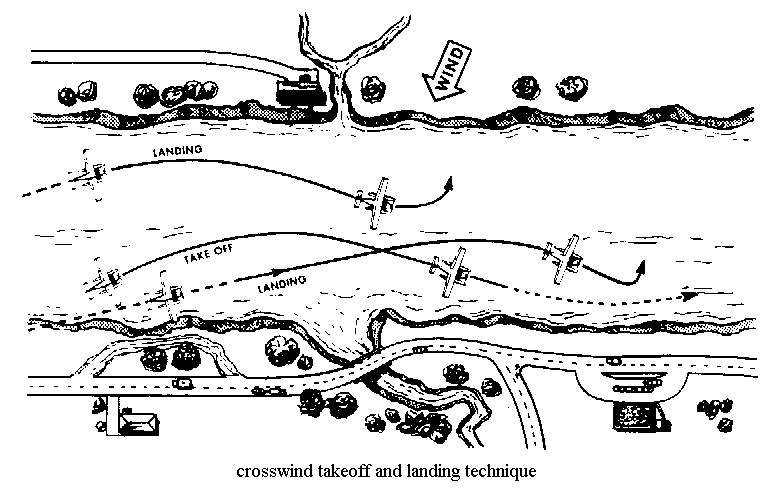 WIND
LANDING
TAKE OFF
LANDING
crosswind takeoff and landing technique